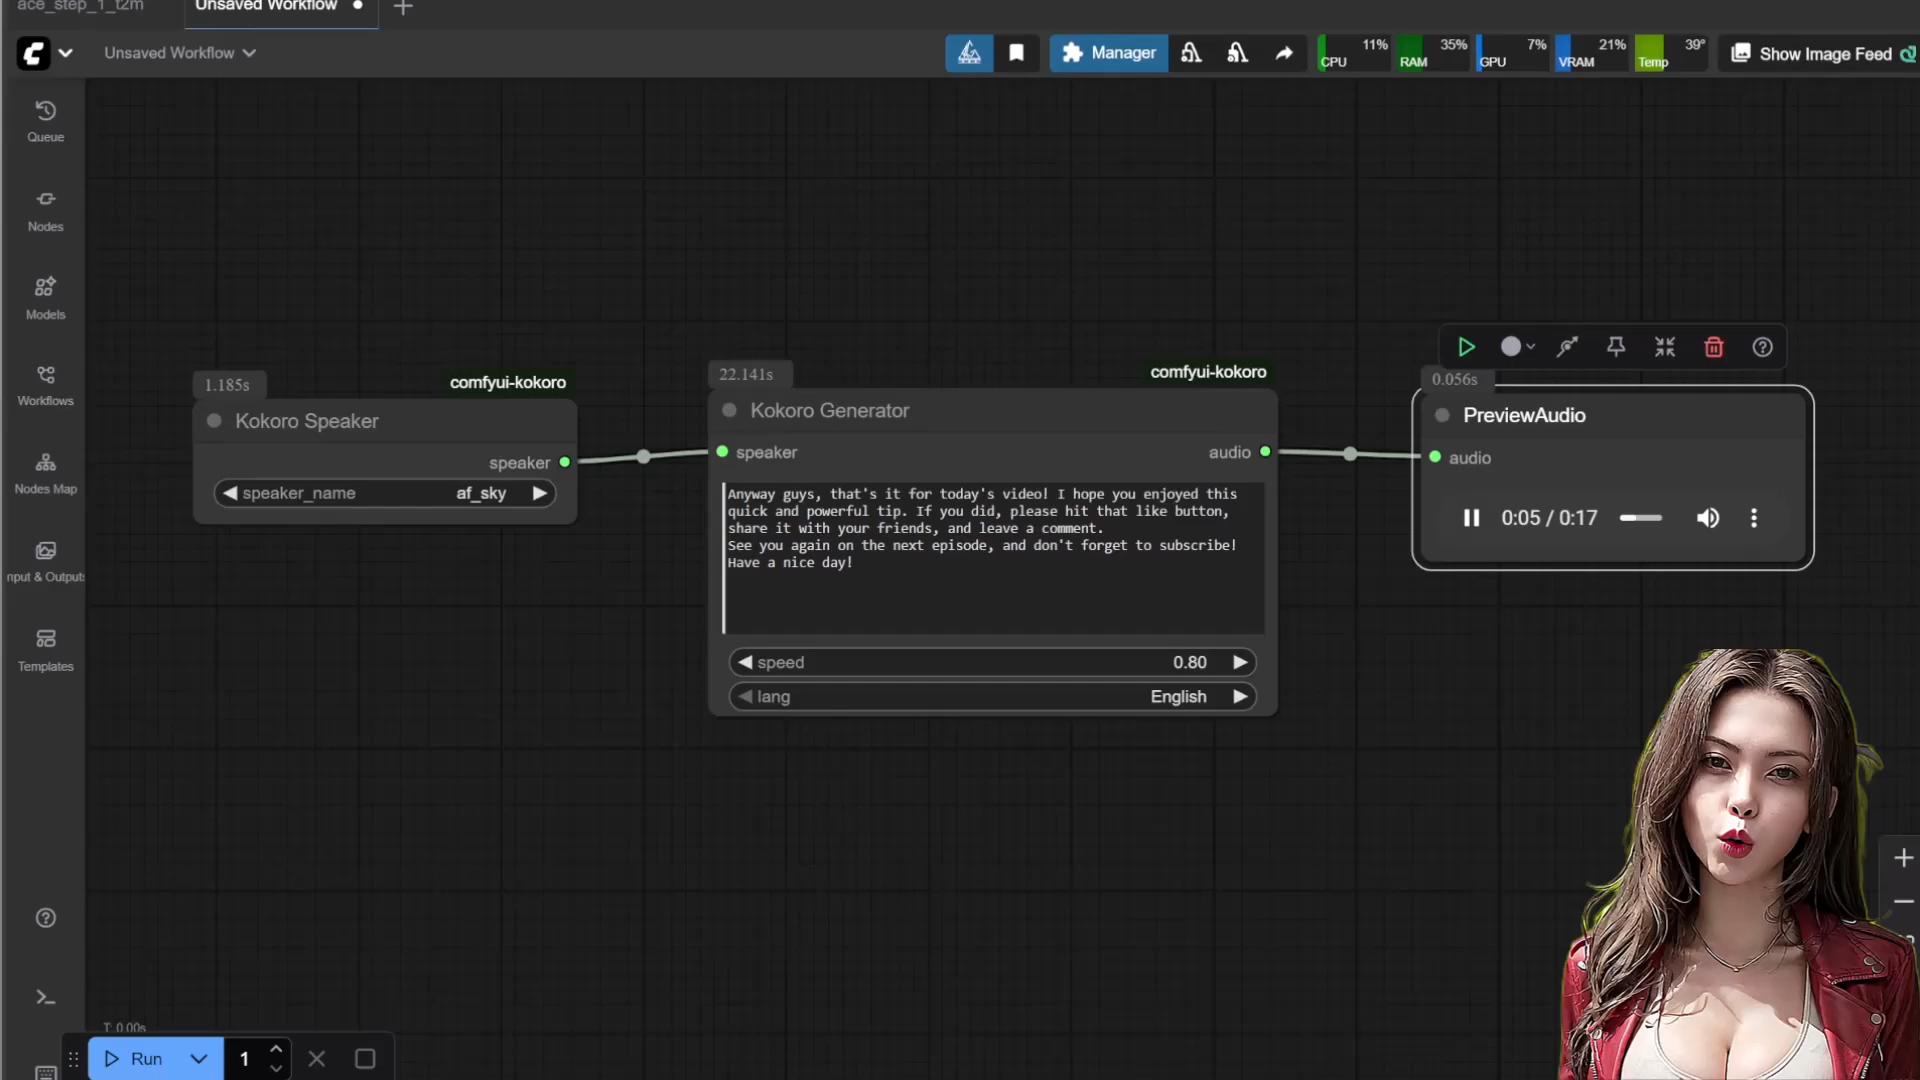 ace_step_1_t2m
Unsaved Workflow
Unsaved Workflow
Manager
CPU 11%
RAM 35%
GPU 7%
VRAM 21%
Temp 39°
Show Image Feed
Queue
Nodes
Models
Workflows
Nodes Map
nput & Output
Templates
1.185s
comfyui-kokoro
Kokoro Speaker
speaker
speaker_name af_sky
22.141s
comfyui-kokoro
Kokoro Generator
speaker audio
Anyway guys, that's it for today's video! I hope you enjoyed this
quick and powerful tip. If you did, please hit that like button,
share it with your friends, and leave a comment.
See you again on the next episode, and don't forget to subscribe!
Have a nice day!
speed 0.80
lang English
0.056s
PreviewAudio
audio
0:05 / 0:17
T: 0.00s
Run 1